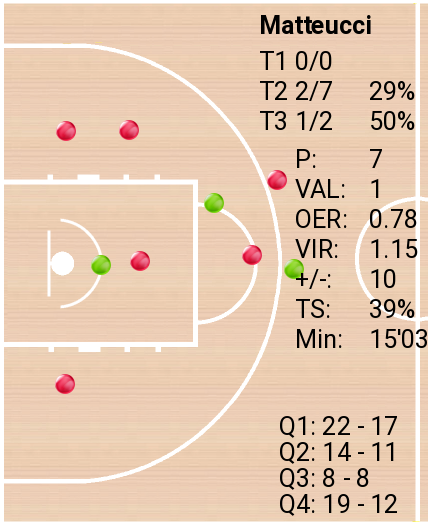 Matteucci
T1 0/0
T2 2/7 29%
T3 1/2 50%
P: 7
VAL: 1
OER: 0.78
VIR: 1.15
+/-: 10
TS: 39%
Min: 15'03
Q1: 22 - 17
Q2: 14 - 11
Q3: 8 - 8
Q4: 19 - 12